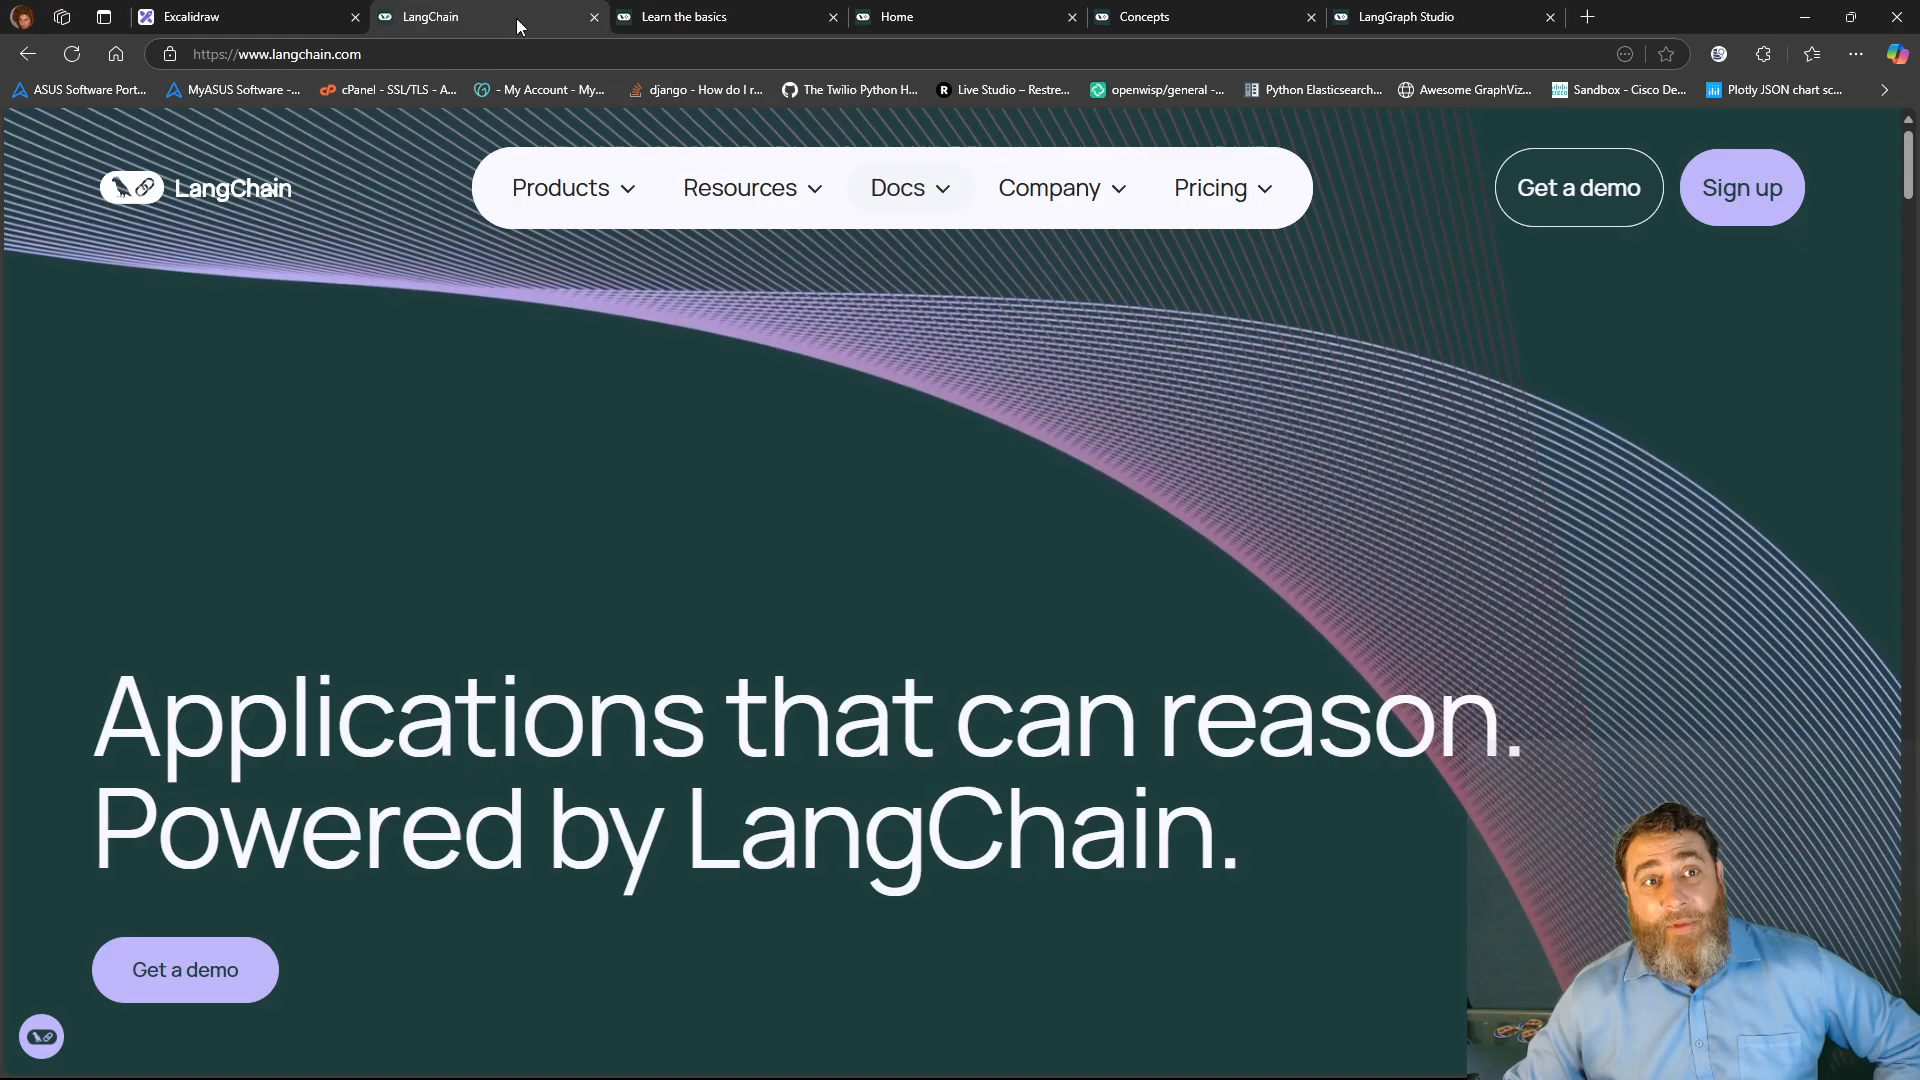 Excalidraw
LangChain
Learn the basics
Home
Concepts
LangGraph Studio
https://www.langchain.com
ASUS Software Port...
MyASUS Software -...
cPanel - SSL/TLS - A...
- My Account - My...
django - How do I r...
The Twilio Python H...
Live Studio – Restre...
openwisp/general -...
Python Elasticsearch...
Awesome GraphViz...
Sandbox - Cisco De...
Plotly JSON chart sc...
LangChain
Products
Resources
Docs
Company
Pricing
Get a demo
Sign up
Applications that can reason.
Powered by LangChain.
Get a demo